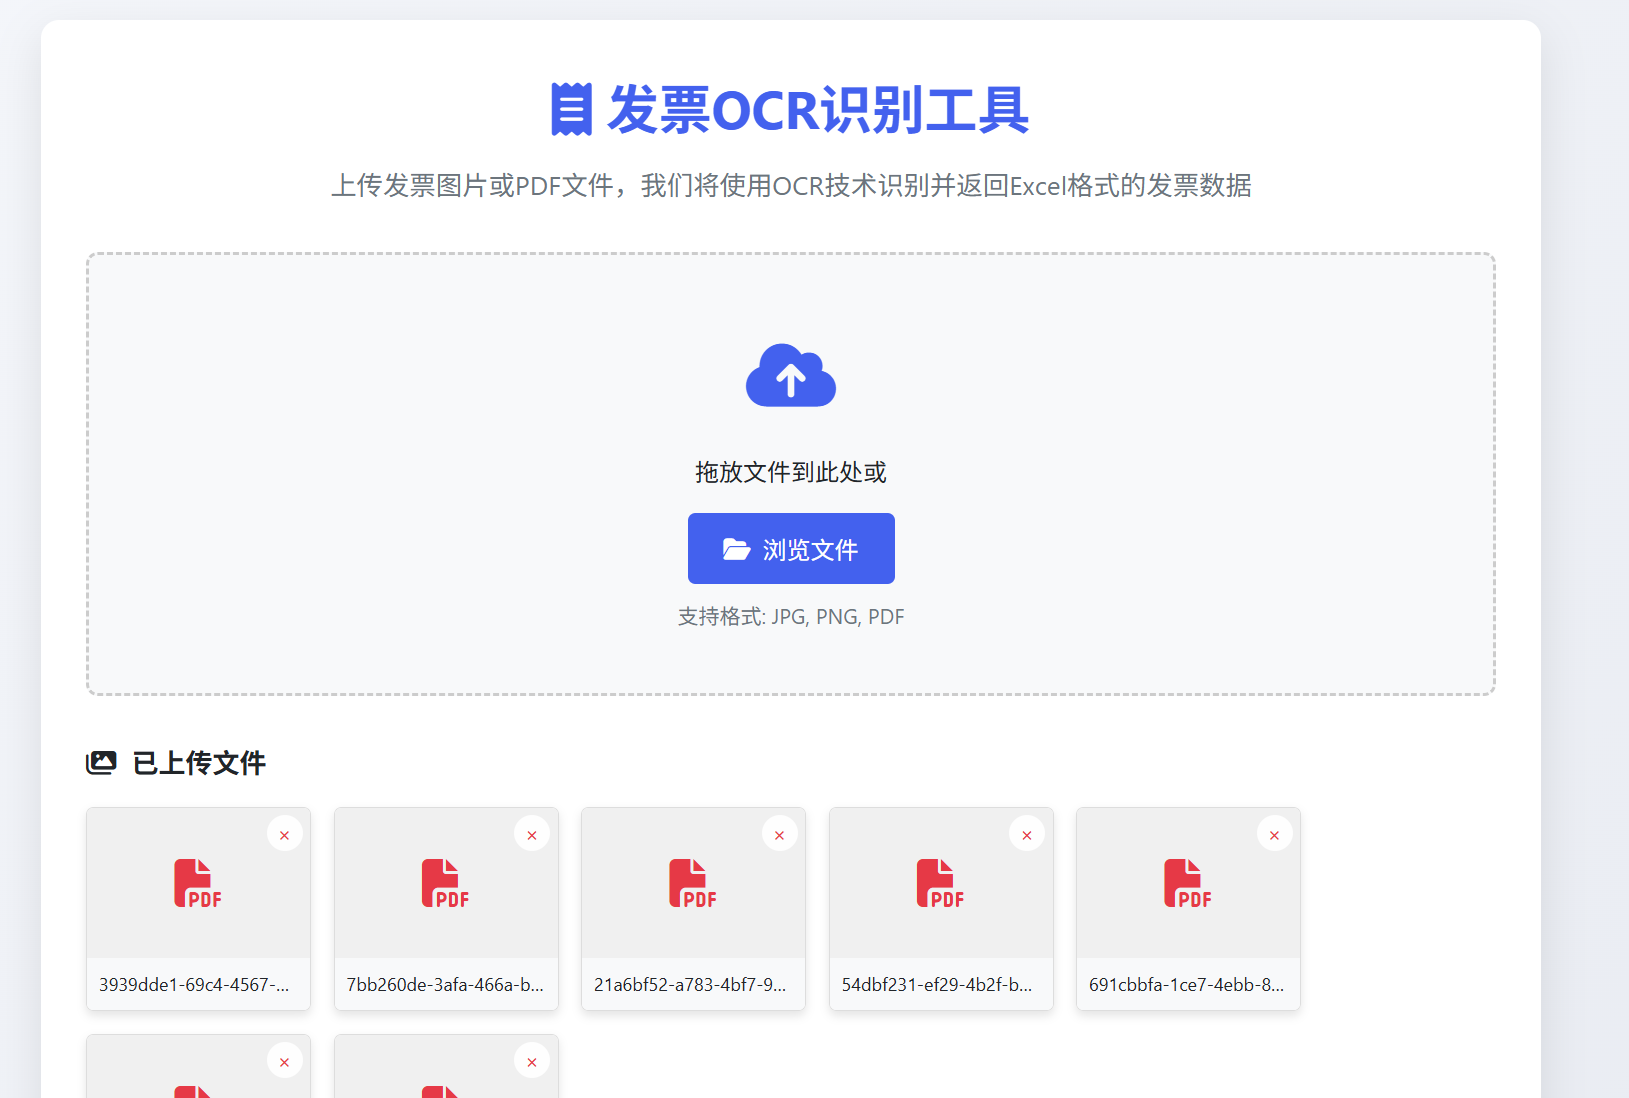 发票OCR识别工具
上传发票图片或PDF文件，我们将使用OCR技术识别并返回Excel格式的发票数据
拖放文件到此处或
浏览文件
支持格式: JPG, PNG, PDF
已上传文件
PDF PDF PDF PDF PDF
3939dde1-69c4-4567-... 7bb260de-3afa-466a-b... 21a6bf52-a783-4bf7-9... 54dbf231-ef29-4b2f-b... 691cbbfa-1ce7-4ebb-8...